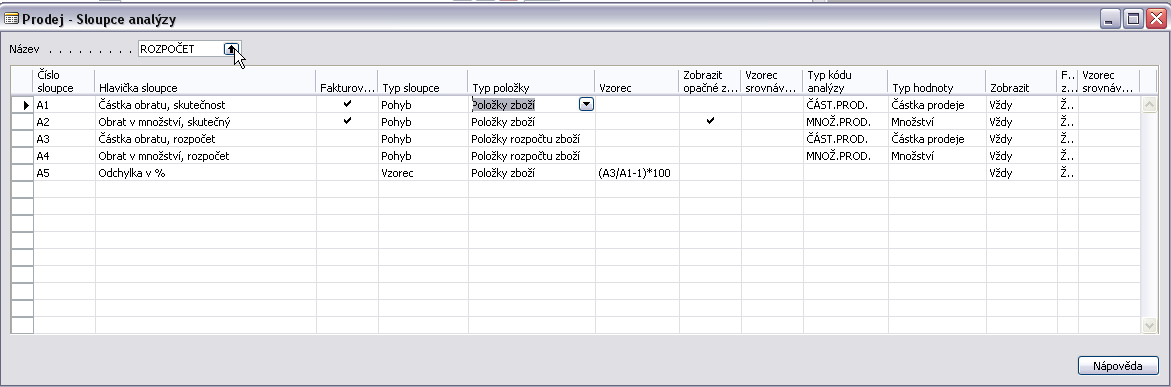 Prodej - Sloupce analýzy
Název . . . . . . . . . ROZPOČET
Číslo sloupce Hlavička sloupce Fakturov... Typ sloupce Typ položky Vzorec Zobrazit opačné z... Vzorec srovnáv... Typ kódu analýzy Typ hodnoty Zobrazit F.. z... Vzorec srovnáv...
A1 Částka obratu, skutečnost Pohyb Položky zboží ČÁST.PROD. Částka prodeje Vždy Ž..
A2 Obrat v množství, skutečný Pohyb Položky zboží MNOŽ.PROD. Množství Vždy Ž..
A3 Částka obratu, rozpočet Pohyb Položky rozpočtu zboží ČÁST.PROD. Částka prodeje Vždy Ž..
A4 Obrat v množství, rozpočet Pohyb Položky rozpočtu zboží MNOŽ.PROD. Množství Vždy Ž..
A5 Odchylka v % Vzorec Položky zboží (A3/A1-1)*100 Vždy Ž..
Nápověda